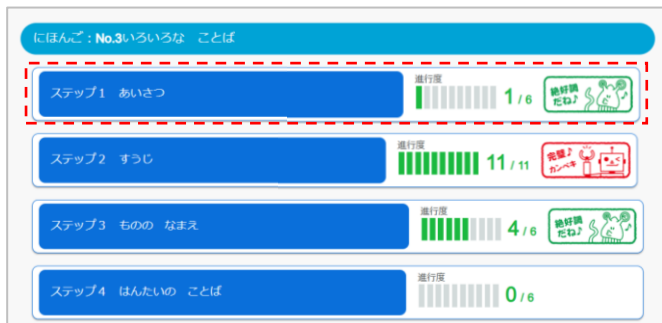 にほんご：No.3いろいろな　ことば
ステップ1　あいさつ
進行度
1 / 6
絶好調
だね♪
ステップ2　すうじ
進行度
11 / 11
完璧♪
カンペキ
ステップ3　ものの　なまえ
進行度
4 / 6
絶好調
だね♪
ステップ4　はんたいの　ことば
進行度
0 / 6